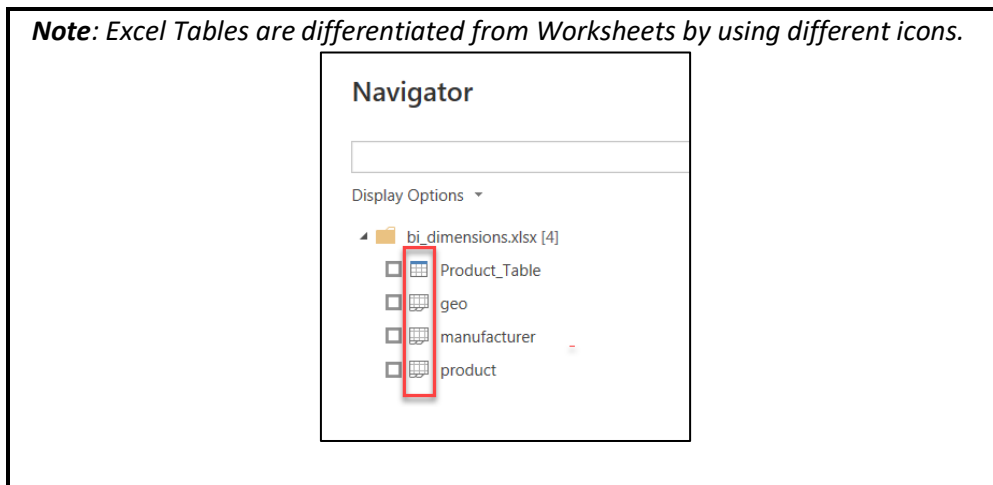 Note: Excel Tables are differentiated from Worksheets by using different icons.
Navigator
Display Options
bi_dimensions.xlsx [4]
Product_Table
geo
manufacturer
product